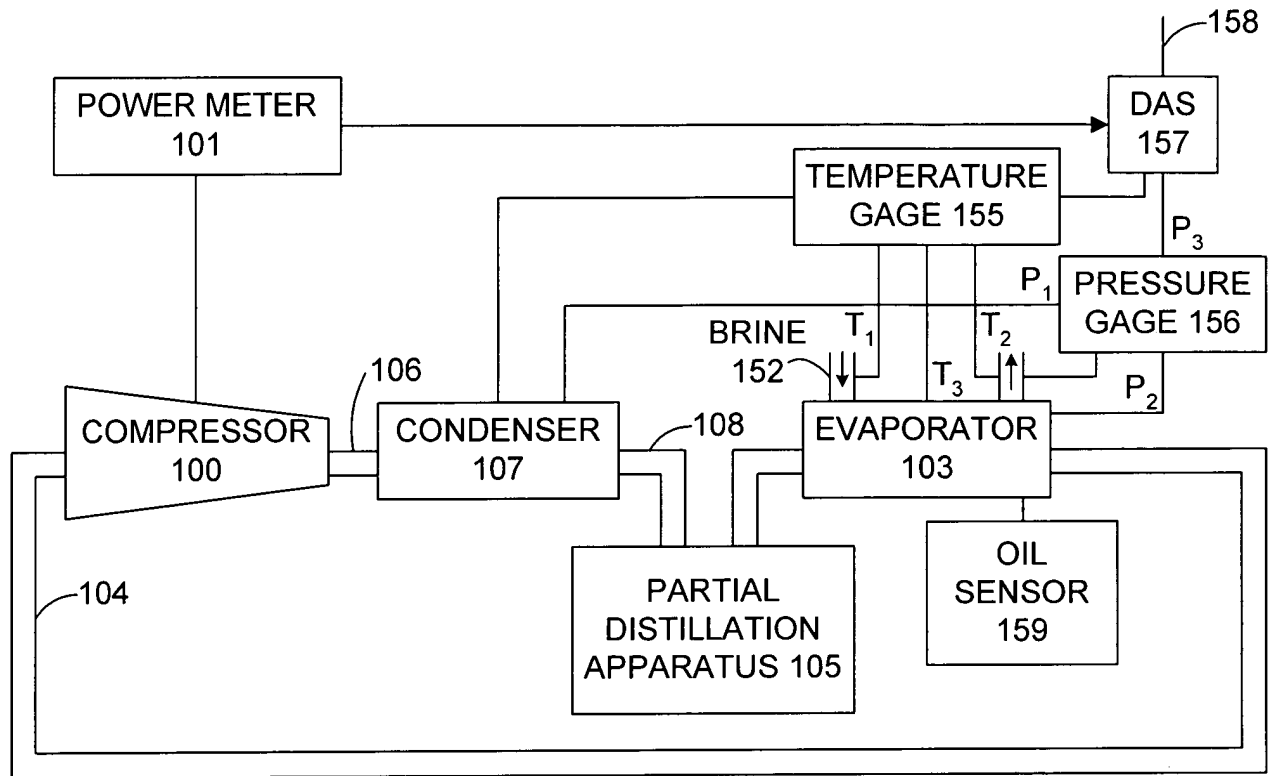 158
POWER METER
101
DAS
157
TEMPERATURE
GAGE 155
P3
P1
PRESSURE
GAGE 156
BRINE
152
T1
T2
T3
P2
106
COMPRESSOR
100
CONDENSER
107
108
EVAPORATOR
103
104
PARTIAL
DISTILLATION
APPARATUS 105
OIL
SENSOR
159